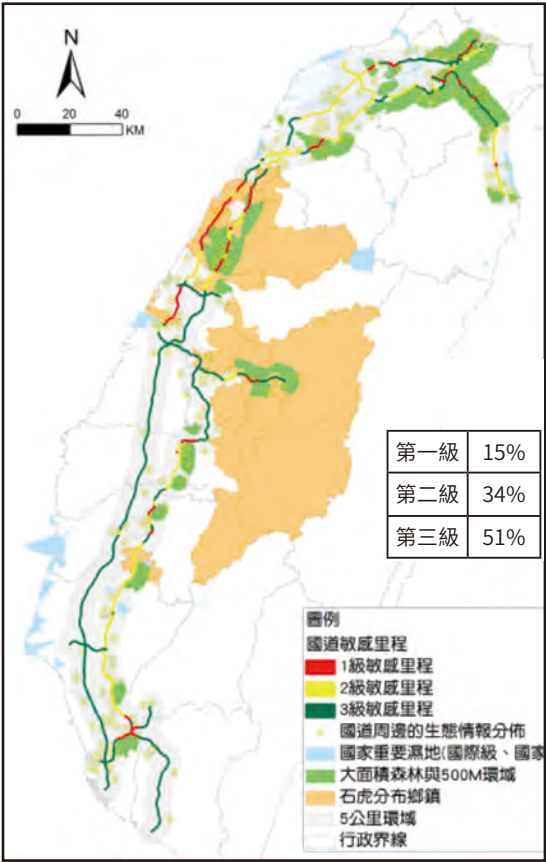 N
0 20 40
KM
第一級 15%
第二級 34%
第三級 51%
圖例
國道敏感里程
1級敏感里程
2級敏感里程
3級敏感里程
國道周邊的生態情報分佈
國家重要濕地(國際級、國家
大面積森林與500M環域
石虎分布鄉鎮
5公里環域
行政界線